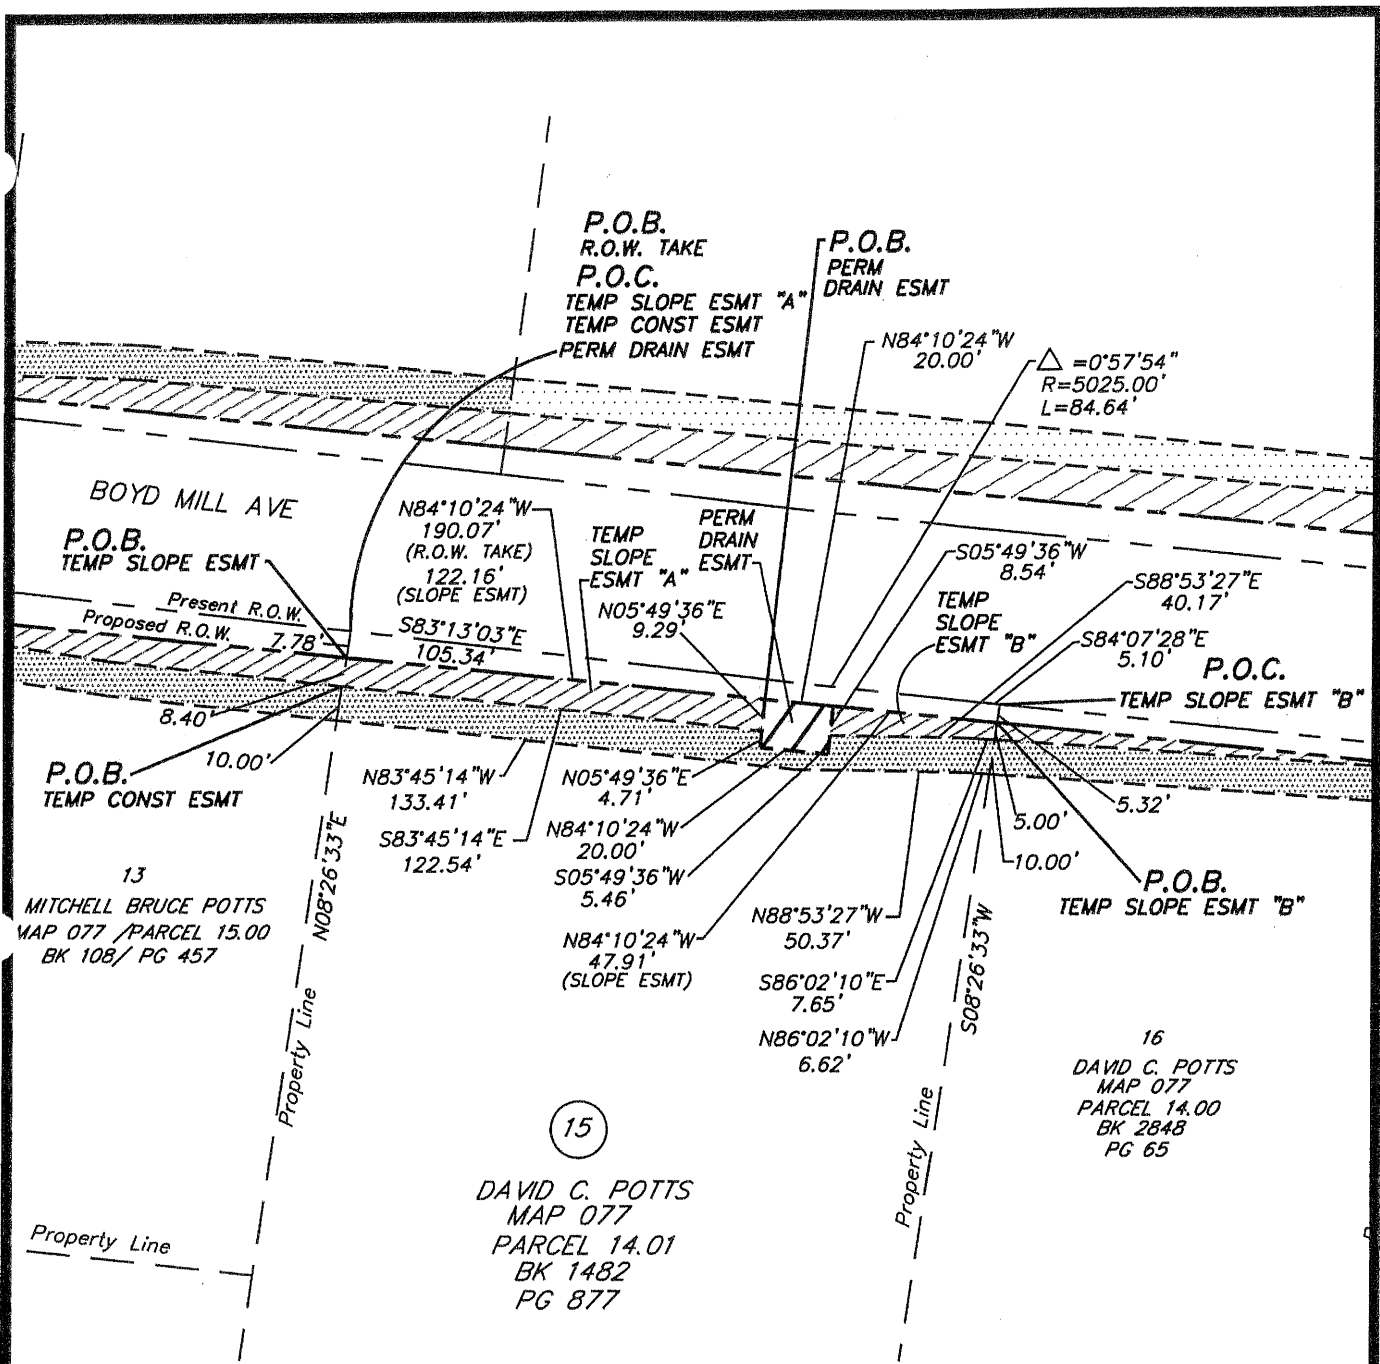 P.O.B.
R.O.W. TAKE
P.O.C.
TEMP SLOPE ESMT "A"
TEMP CONST ESMT
PERM DRAIN ESMT
P.O.B.
PERM
DRAIN ESMT
N84°10'24"W
20.00'
△ =0°57'54"
R=5025.00'
L=84.64'
BOYD MILL AVE
P.O.B.
TEMP SLOPE ESMT
N84°10'24"W
190.07'
(R.O.W. TAKE)
122.16'
(SLOPE ESMT)
TEMP
SLOPE
ESMT "A"
PERM
DRAIN
ESMT
N05°49'36"E
9.29'
S05°49'36"W
8.54'
TEMP
SLOPE
ESMT "B"
S88°53'27"E
40.17'
S84°07'28"E
5.10'
P.O.C.
TEMP SLOPE ESMT "B"
Present R.O.W.
Proposed R.O.W.
7.78'
S83°13'03"E
105.34'
8.40'
10.00'
P.O.B.
TEMP CONST ESMT
N83°45'14"W
133.41'
S83°45'14"E
122.54'
N05°49'36"E
4.71'
N84°10'24"W
20.00'
S05°49'36"W
5.46'
N84°10'24"W
47.91'
(SLOPE ESMT)
N88°53'27"W
50.37'
S86°02'10"E
7.65'
N86°02'10"W
6.62'
5.32'
5.00'
10.00'
P.O.B.
TEMP SLOPE ESMT "B"
13
MITCHELL BRUCE POTTS
MAP 077 /PARCEL 15.00
BK 108/ PG 457
N08°26'33"E
Property Line
S08°26'33"W
Property Line
16
DAVID C. POTTS
MAP 077
PARCEL 14.00
BK 2848
PG 65
15
DAVID C. POTTS
MAP 077
PARCEL 14.01
BK 1482
PG 877
Property Line